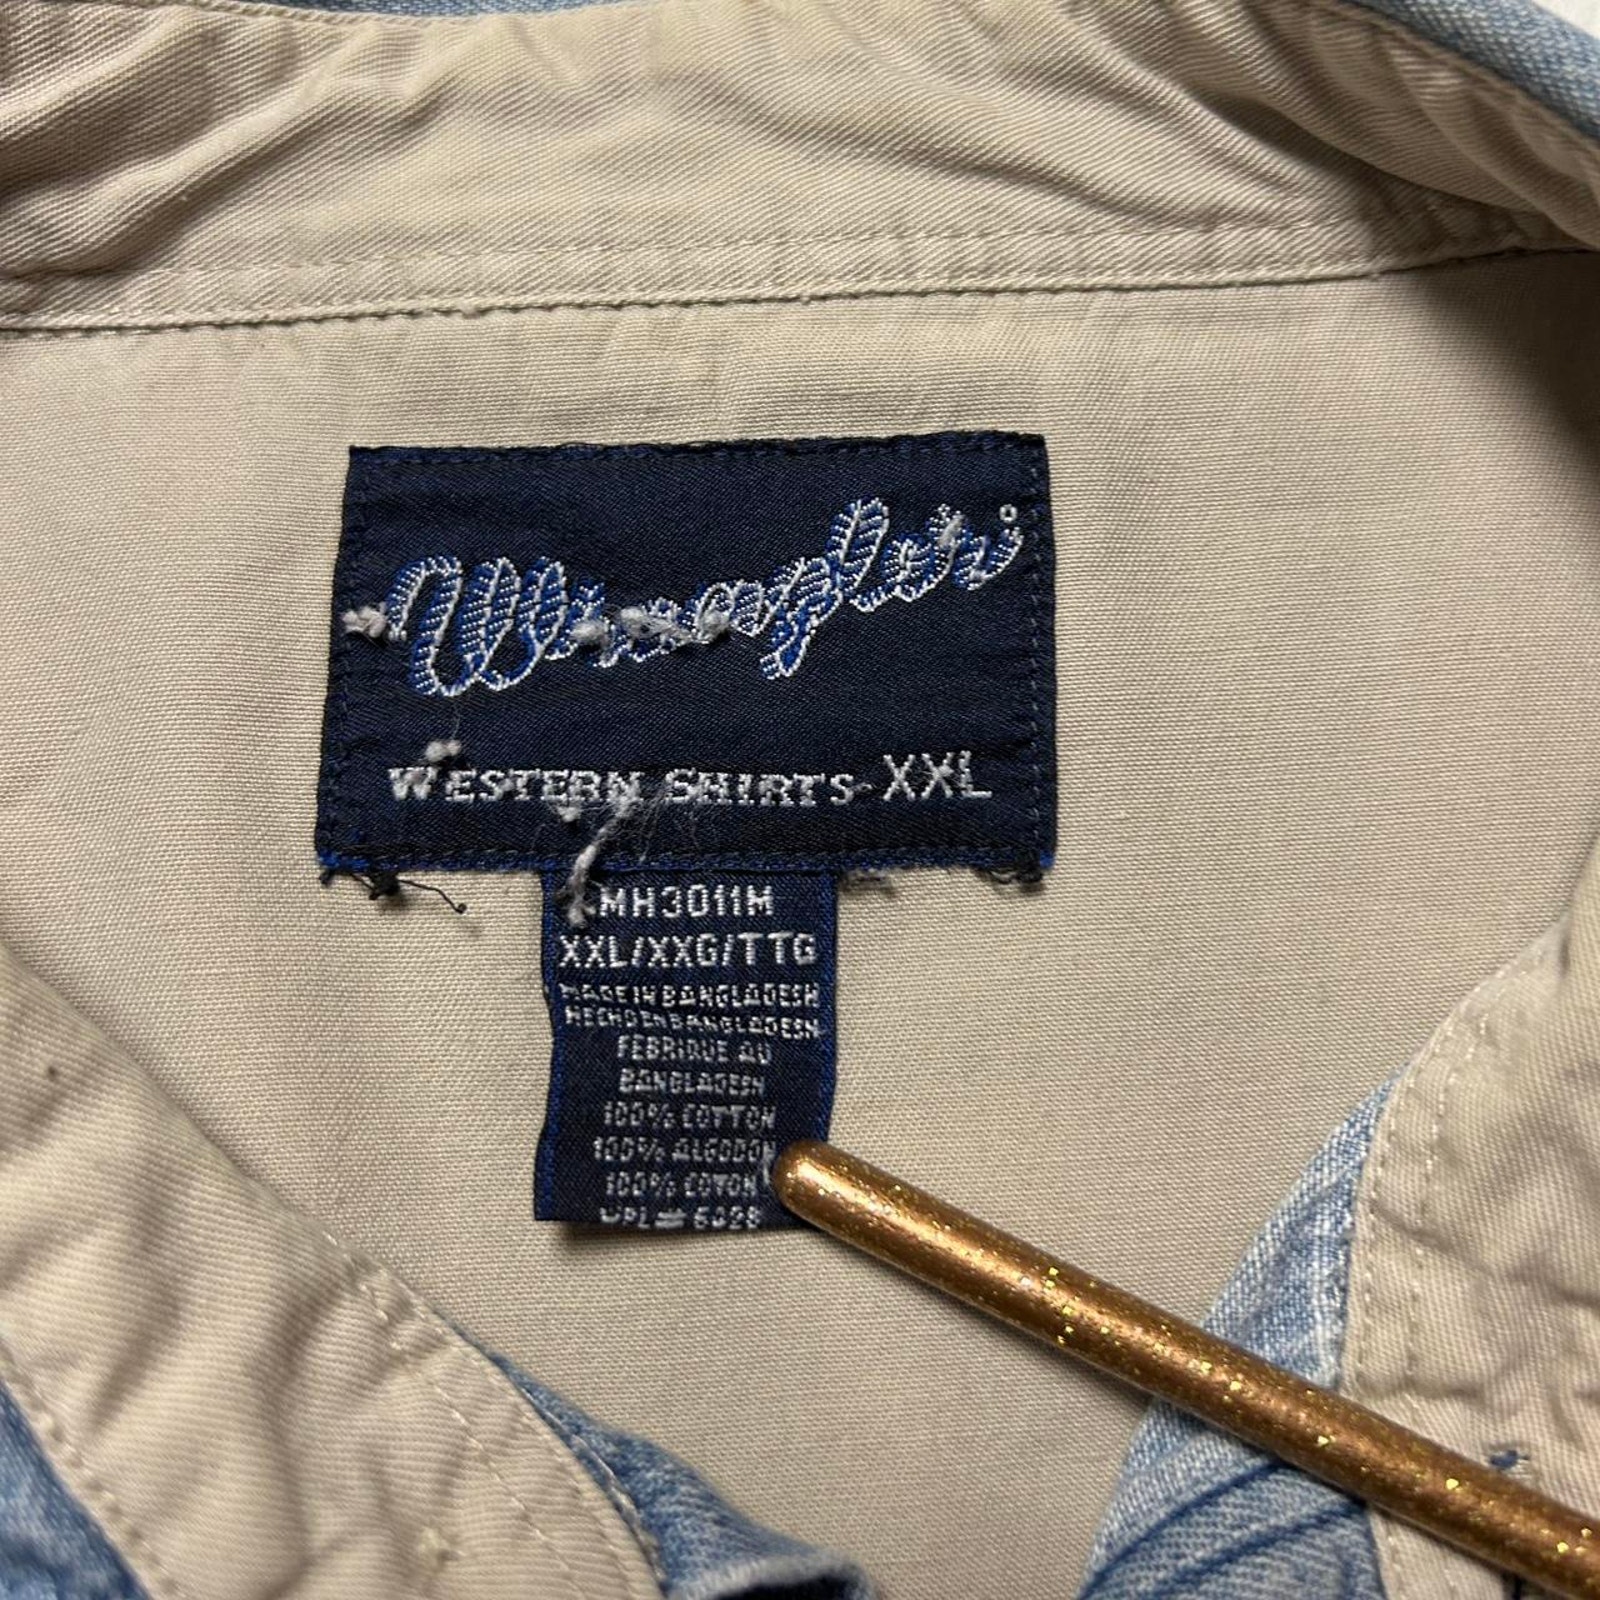 Wrangler
WESTERN SHIRTS XXL
MH3011M
XXL/XXG/TTG
MADE IN BANGLADESH
HECHO EN BANGLADESH
FEBRIQUE AU
BANGLADESH
100% COTTON
100% ALGODON
100% COTON